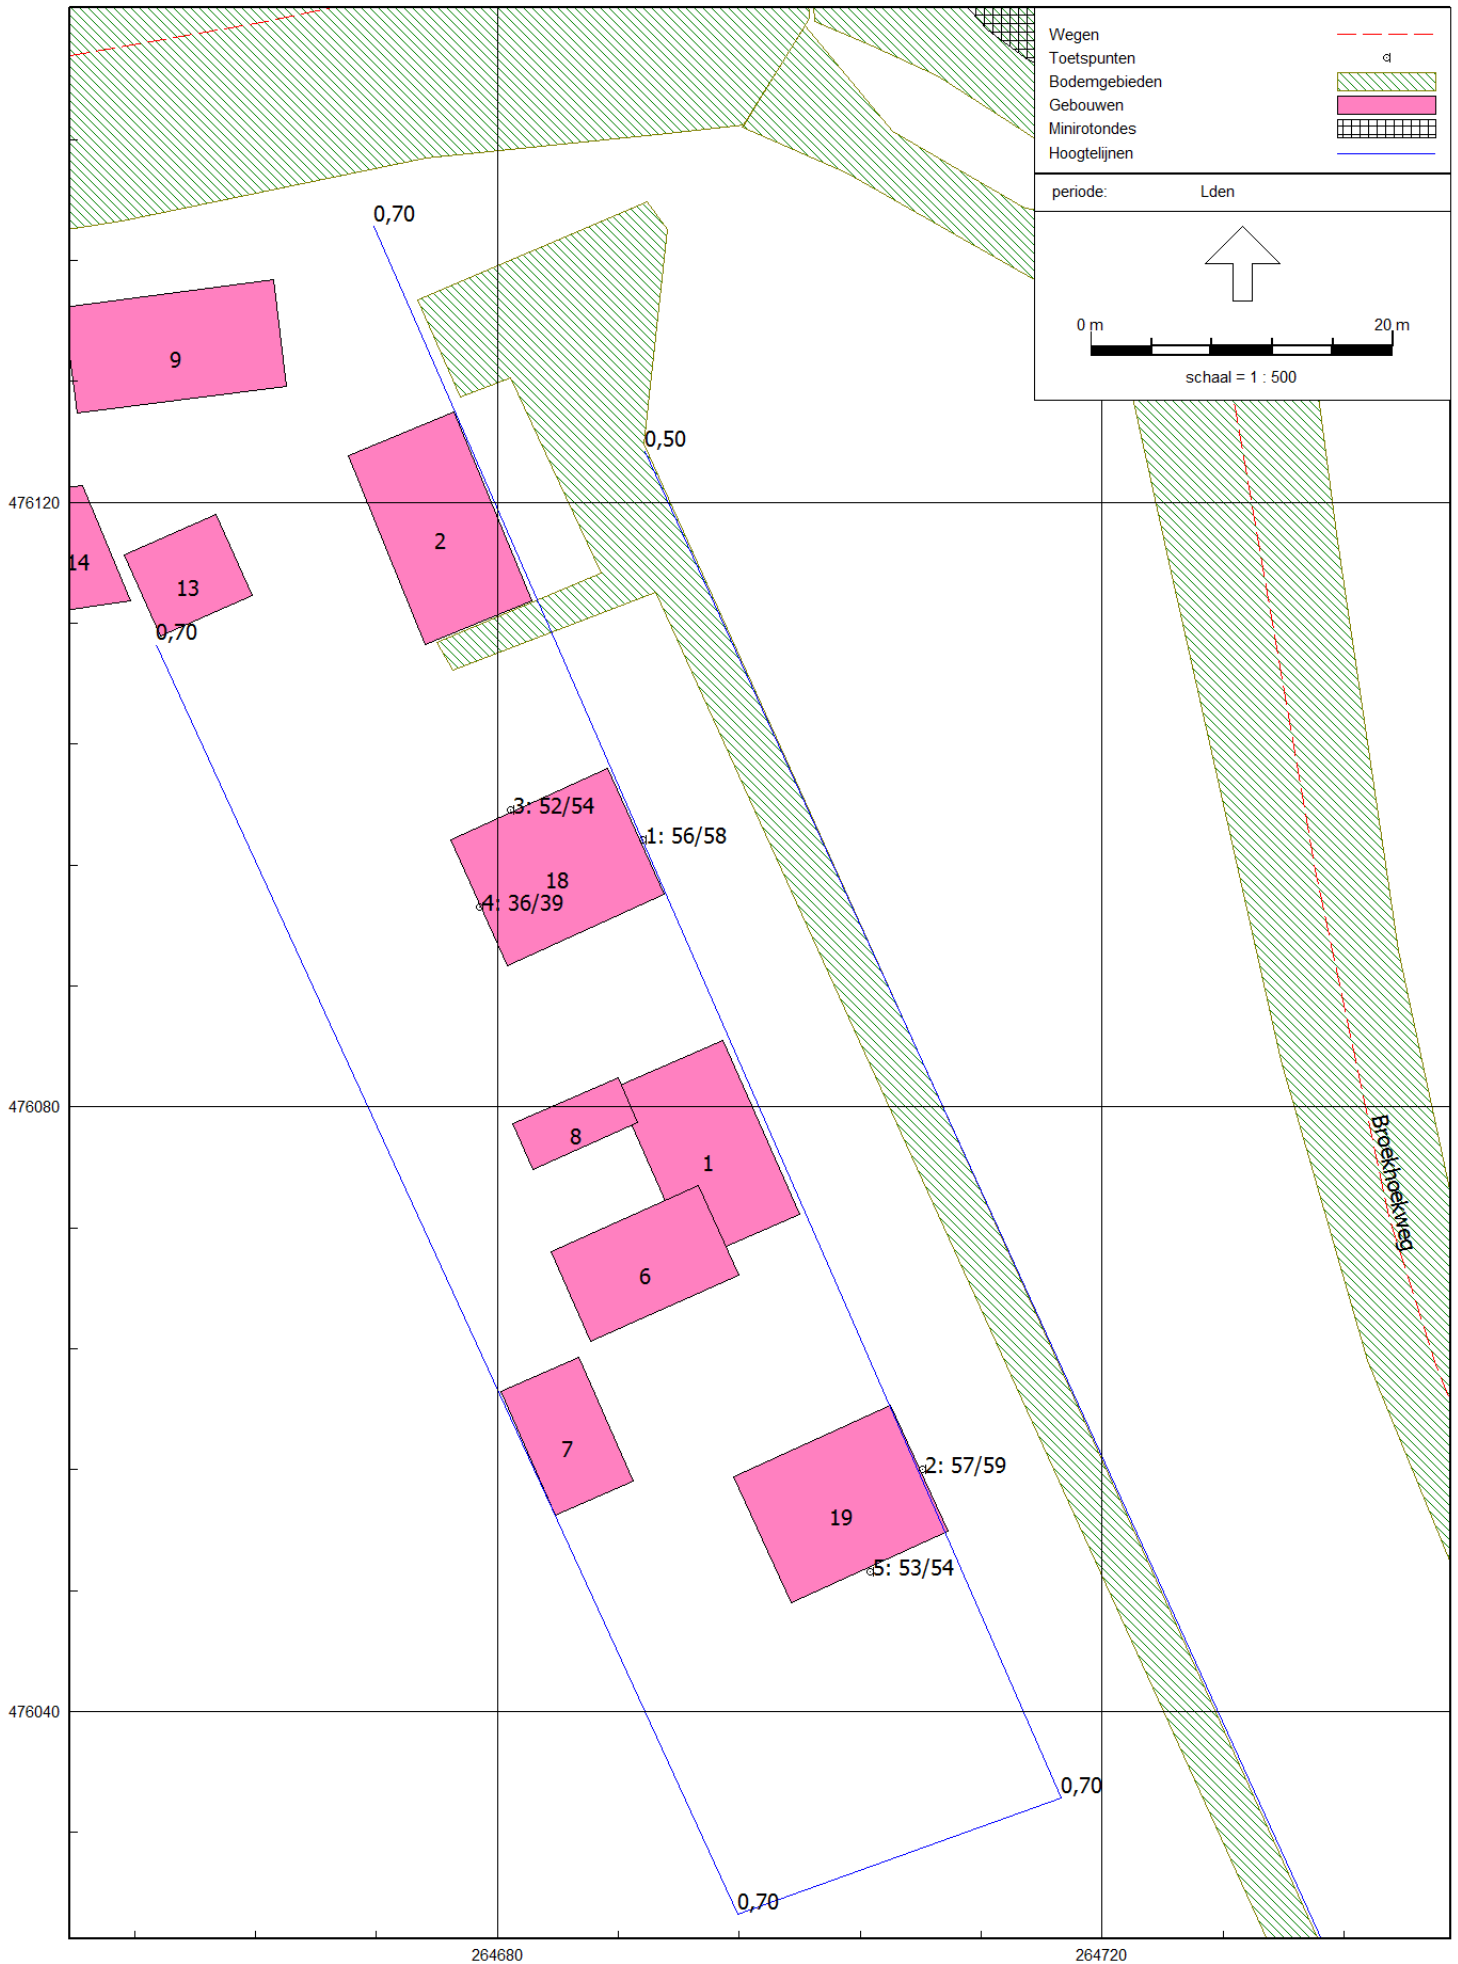 Wegen
Toetspunten
Bodemgebieden
Gebouwen
Minirotondes
Hoogtelijnen
periode: Lden
0 m 20 m
schaal = 1 : 500
0,70
9
0,50
476120
2
14
13
0,70
3: 52/54
1: 56/58
18
4: 36/39
476080
8
1
Broekhoekweg
6
7
2: 57/59
19
5: 53/54
476040
0,70
0,70
264680
264720